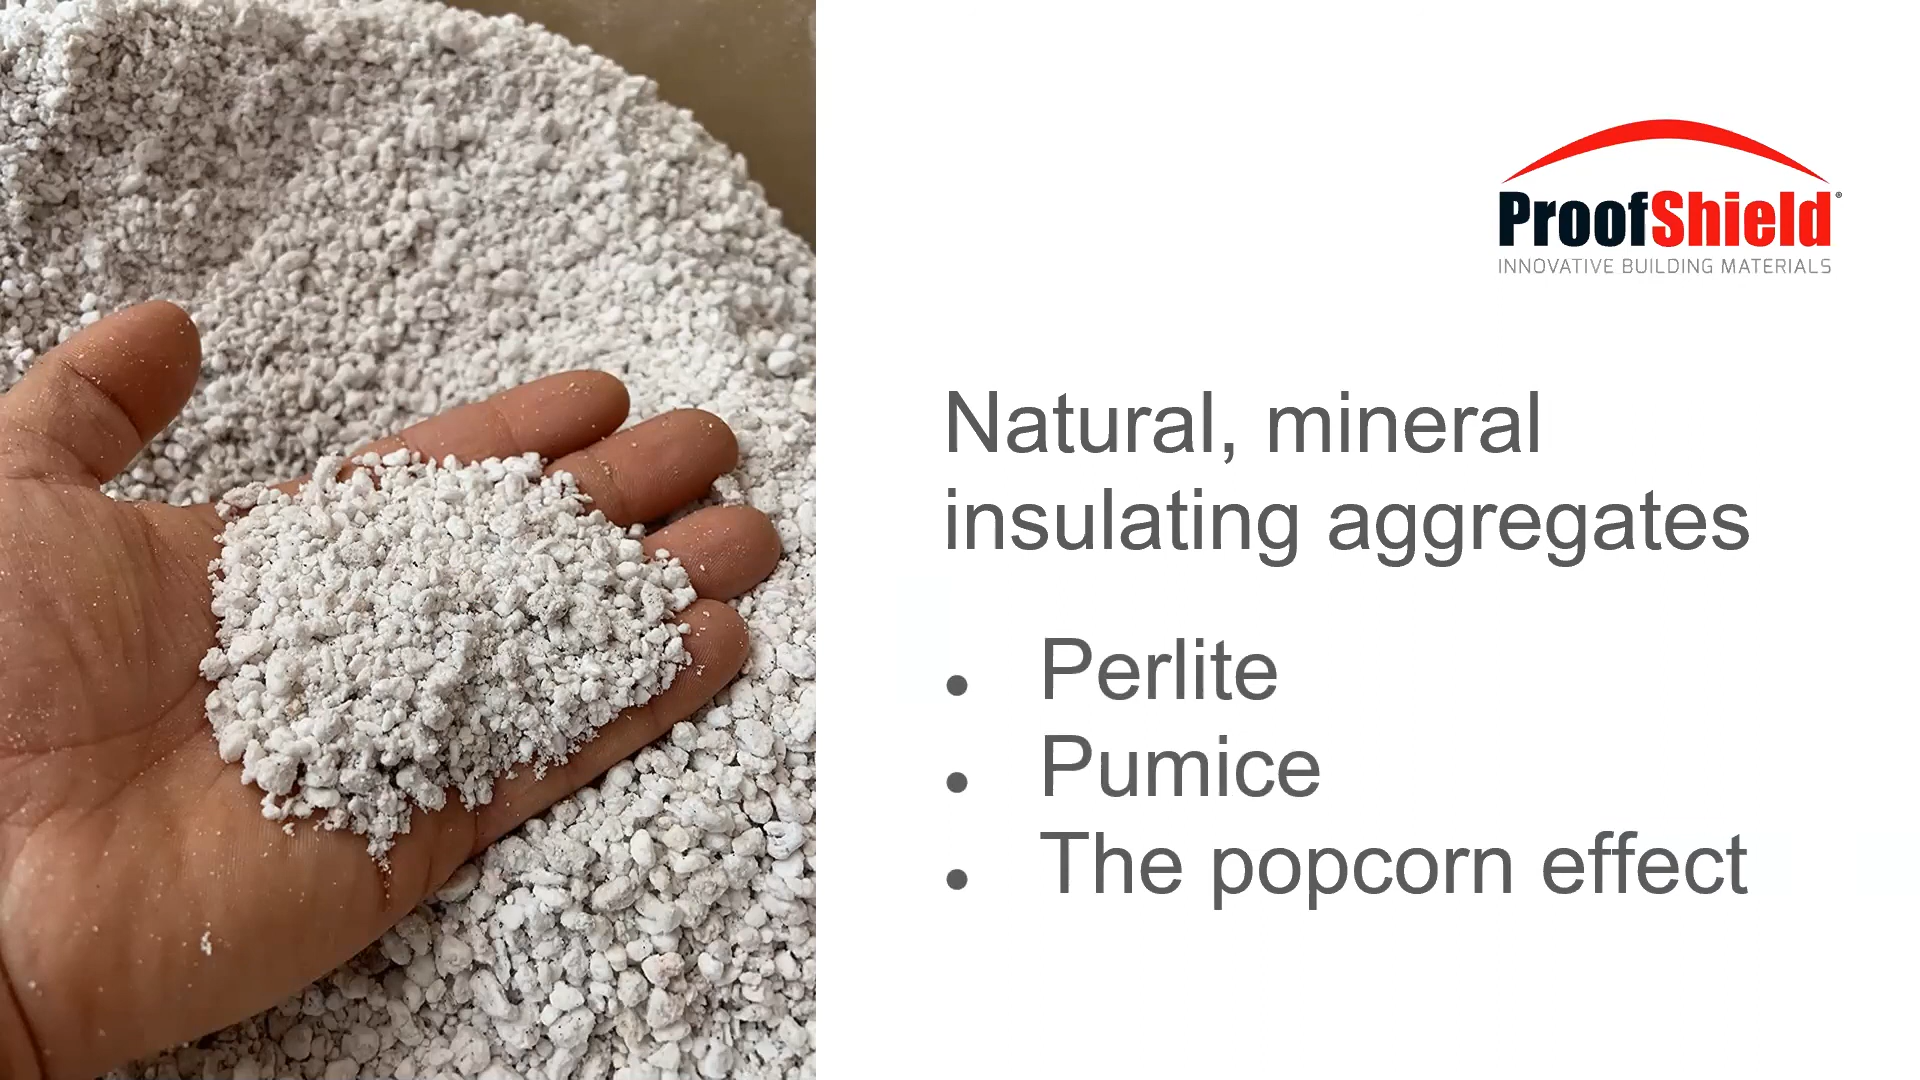 ProofShield®
INNOVATIVE BUILDING MATERIALS
Natural, mineral
insulating aggregates
• Perlite
• Pumice
• The popcorn effect